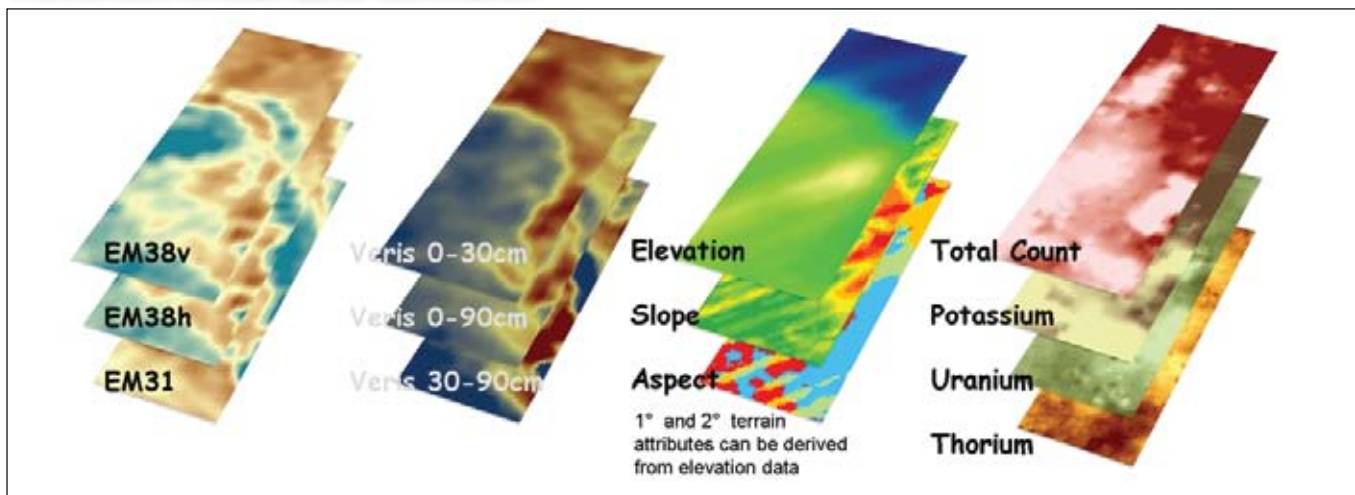 EM38v
EM38h
EM31
Veris 0-30cm
Veris 0-90cm
Veris 30-90cm
Elevation
Slope
Aspect
1° and 2° terrain
attributes can be derived
from elevation data
Total Count
Potassium
Uranium
Thorium